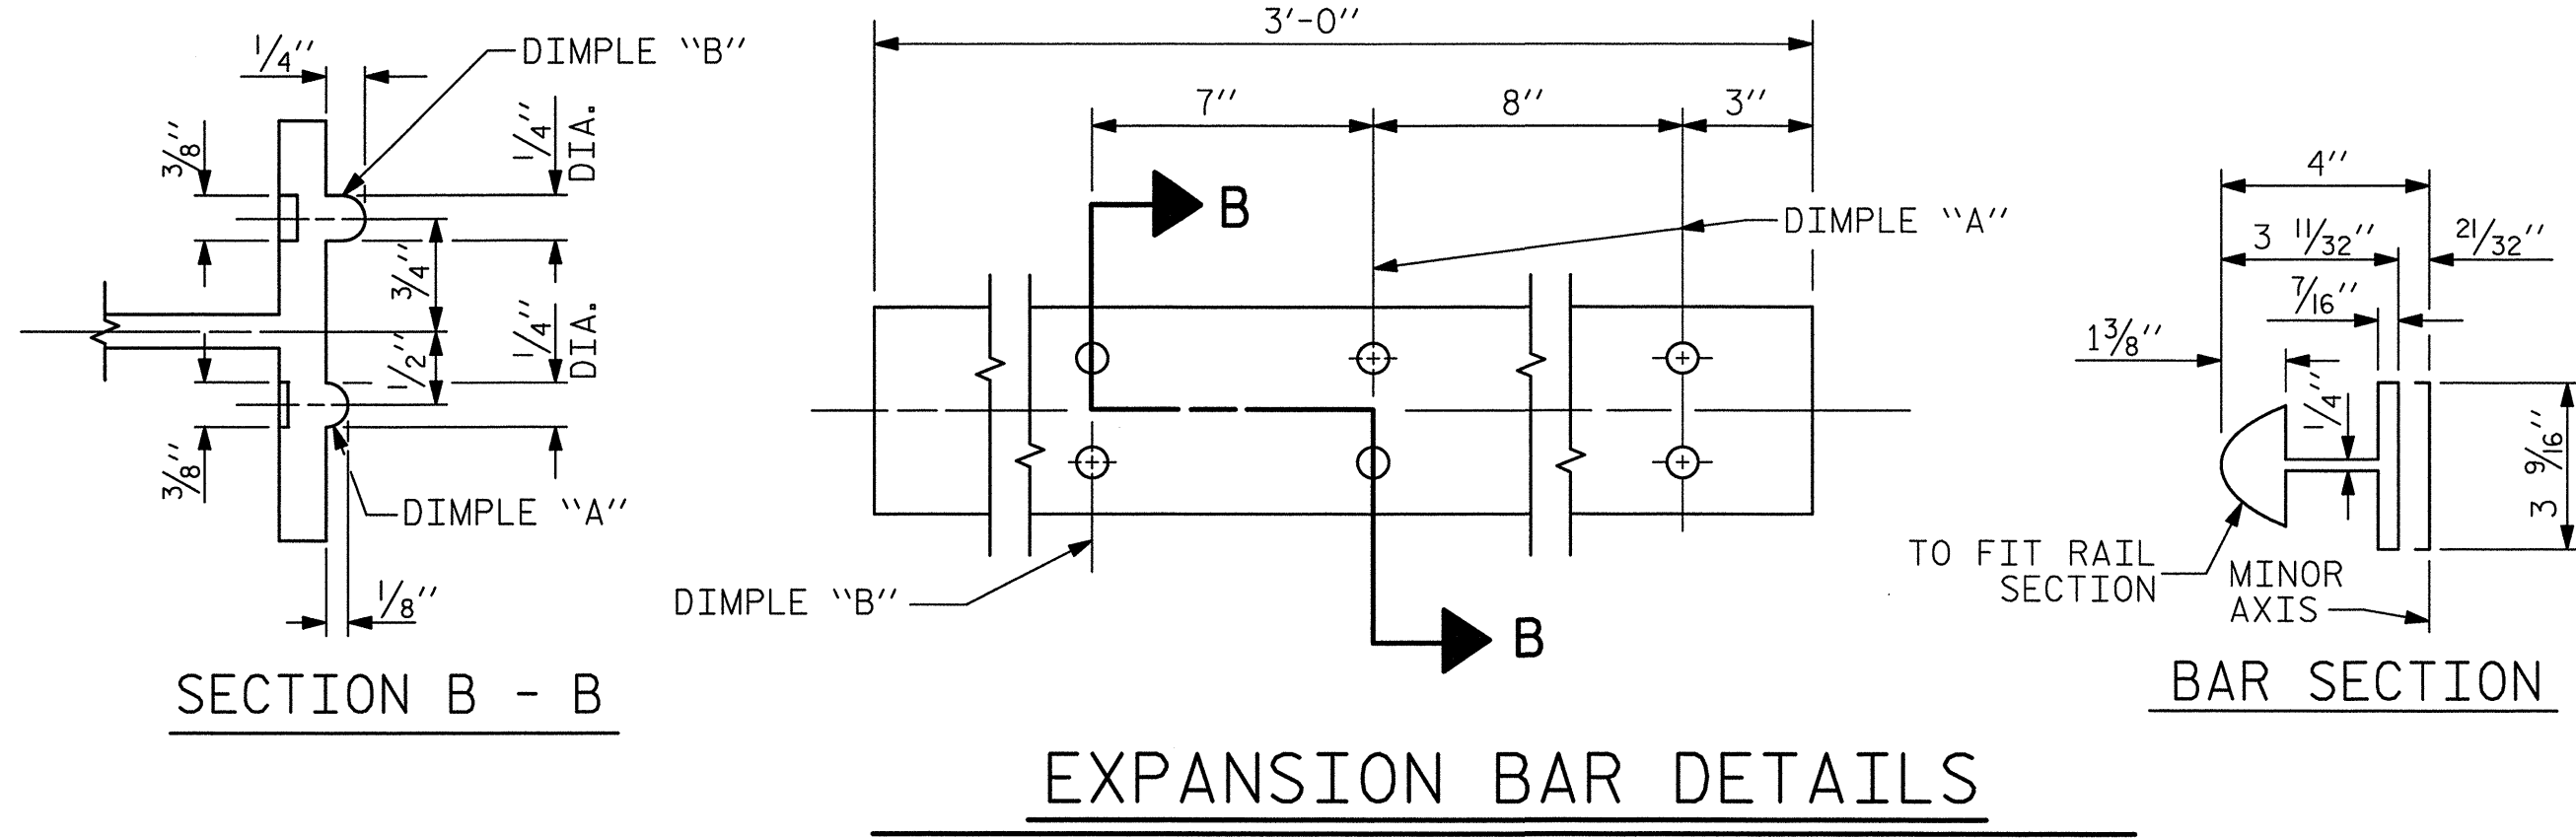 1/4"
DIMPLE "B"
3/8"
1/4"
DIA.
3/4"
1/2"
1/4"
DIA.
3/8"
DIMPLE "A"
1/8"
SECTION B - B
3'-0"
7"
8"
3"
B
DIMPLE "A"
DIMPLE "B"
B
4"
3 11/32"
21/32"
7/16"
1 3/8"
1/4"
3 9/16"
TO FIT RAIL
SECTION
MINOR
AXIS
BAR SECTION
EXPANSION BAR DETAILS